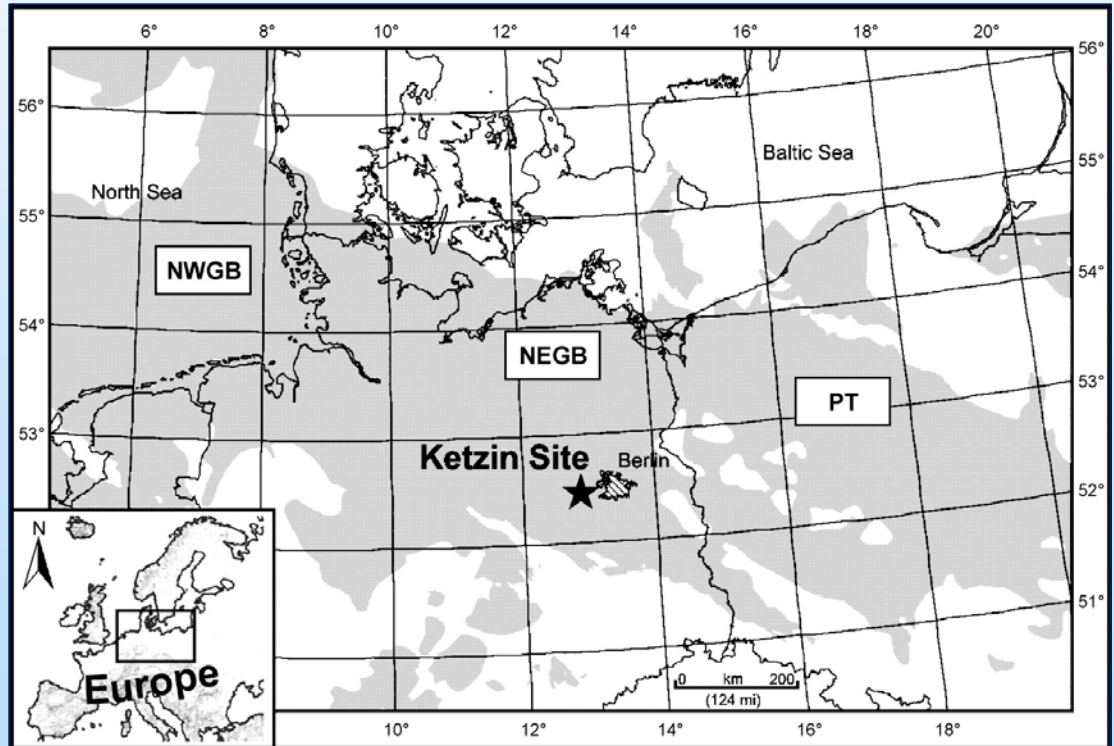 6° 8° 10° 12° 14° 16° 18° 20°
56° 56°
Baltic Sea
North Sea
55° 55°
NWGB
54° 54°
NEGB
53° 53°
PT
Ketzin Site
Berlin
52°
N
51°
0 km 200
(124 mi)
Europe
10° 12° 14° 16° 18°